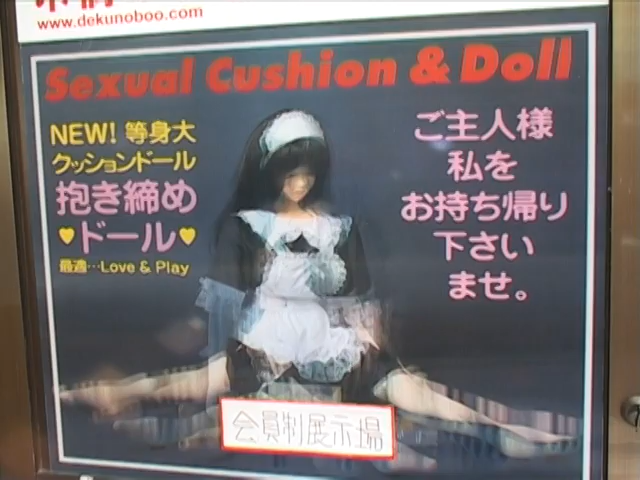 www.dekunoboo.com
Sexual Cushion & Doll
NEW! 等身大
クッションドール
抱き締め
♥ドール♥
最適…Love & Play
ご主人様
私を
お持ち帰り
下さい
ませ。
会員制展示場